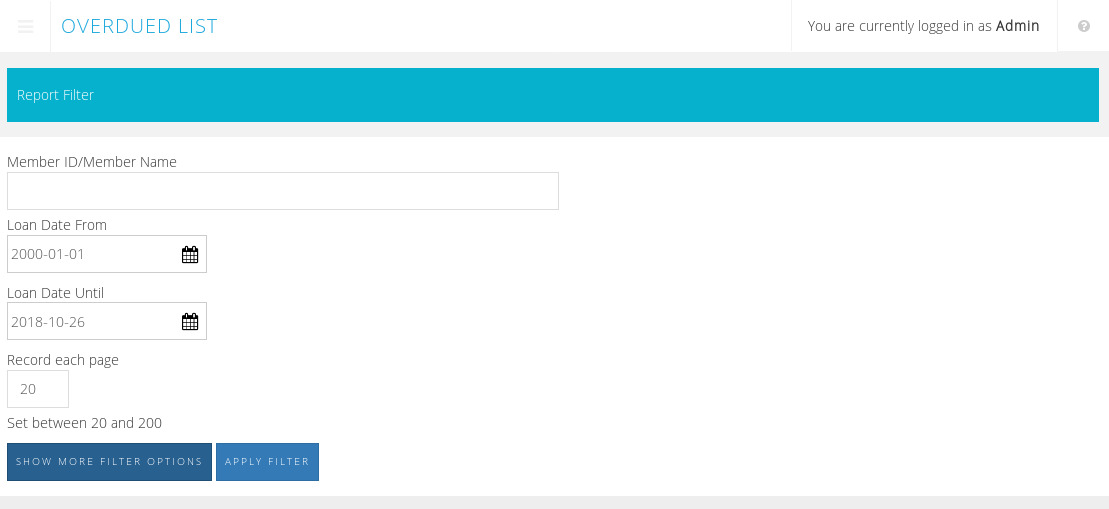 OVERDUED LIST
You are currently logged in as Admin
Report Filter
Member ID/Member Name
Loan Date From
2000-01-01
Loan Date Until
2018-10-26
Record each page
20
Set between 20 and 200
SHOW MORE FILTER OPTIONS APPLY FILTER